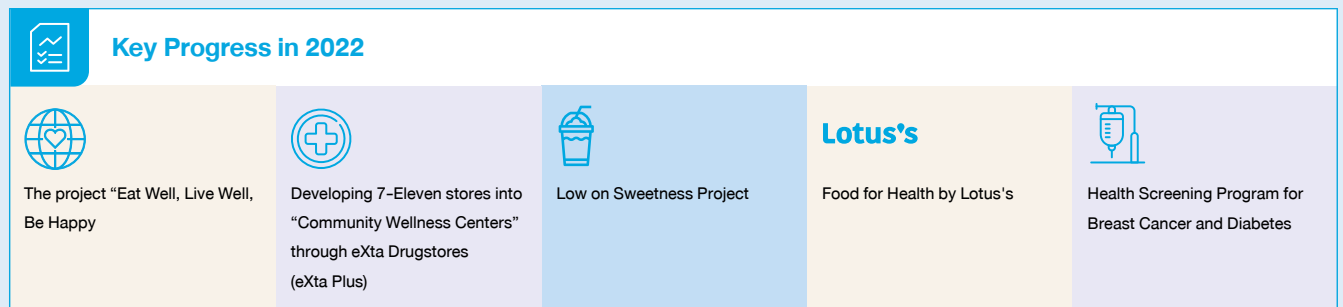 Key Progress in 2022
The project “Eat Well, Live Well,
Be Happy
Developing 7-Eleven stores into
“Community Wellness Centers”
through eXta Drugstores
(eXta Plus)
Low on Sweetness Project
Lotus's
Food for Health by Lotus's
Health Screening Program for
Breast Cancer and Diabetes